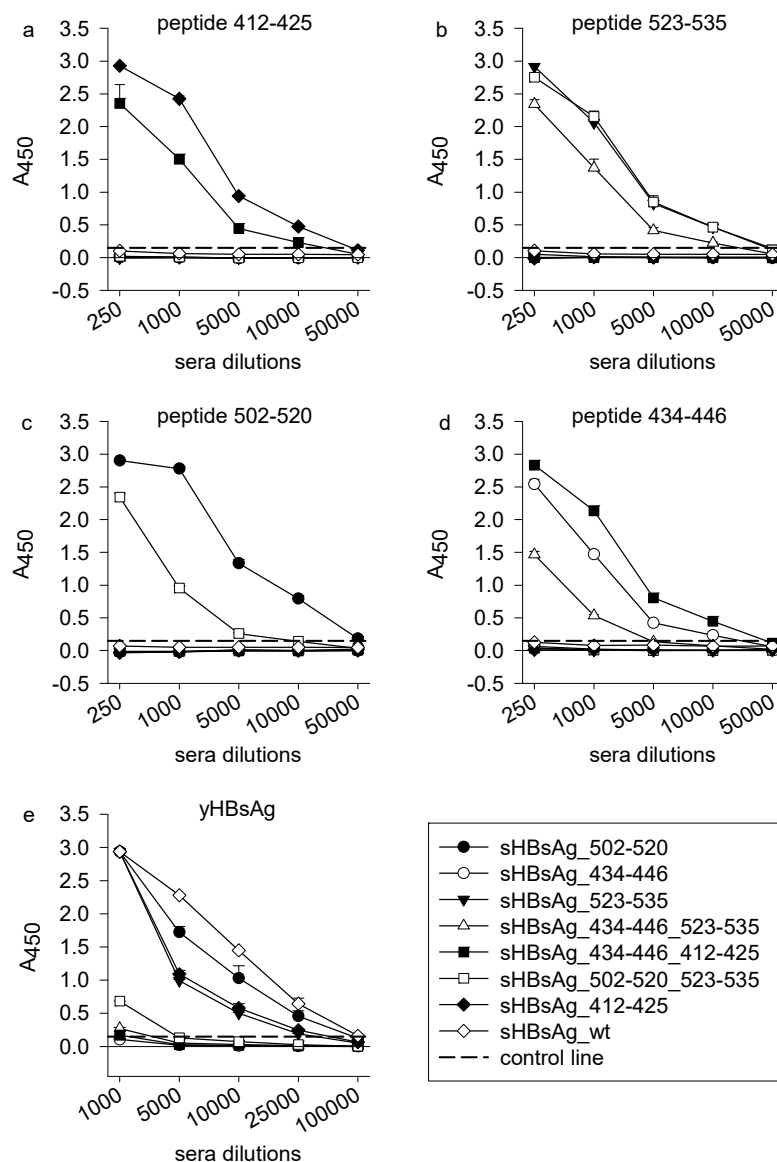 a
peptide 412-425
3.5
3.0
2.5
2.0
1.5
1.0
0.5
0.0
-0.5
A450
250
1000
5000
10000
50000
sera dilutions
b
peptide 523-535
3.5
3.0
2.5
2.0
1.5
1.0
0.5
0.0
-0.5
A450
250
1000
5000
10000
50000
sera dilutions
c
peptide 502-520
3.5
3.0
2.5
2.0
1.5
1.0
0.5
0.0
-0.5
A450
250
1000
5000
10000
50000
sera dilutions
d
peptide 434-446
3.5
3.0
2.5
2.0
1.5
1.0
0.5
0.0
-0.5
A450
250
1000
5000
10000
50000
sera dilutions
e
yHBsAg
3.5
3.0
2.5
2.0
1.5
1.0
0.5
0.0
A450
1000
5000
10000
25000
100000
sera dilutions
sHBsAg_502-520
sHBsAg_434-446
sHBsAg_523-535
sHBsAg_434-446_523-535
sHBsAg_434-446_412-425
sHBsAg_502-520_523-535
sHBsAg_412-425
sHBsAg_wt
control line